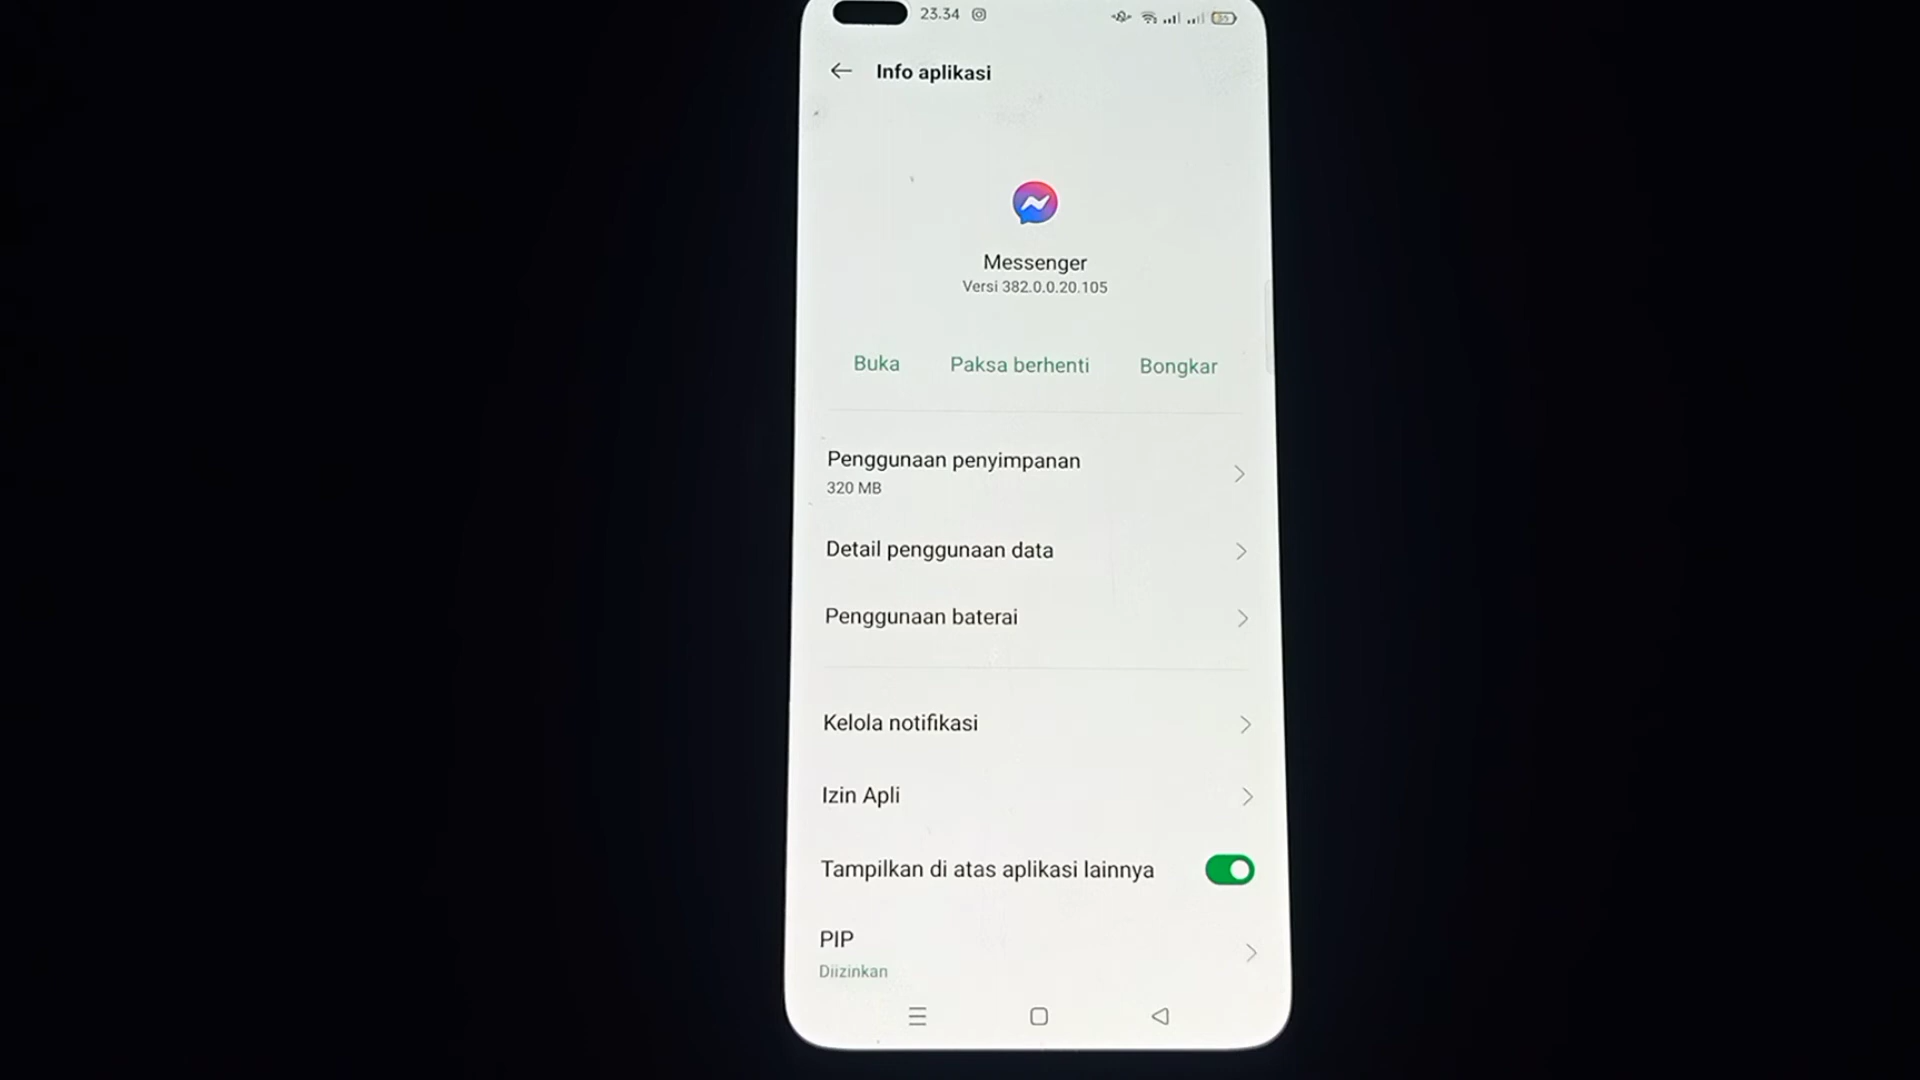 23.34
Info aplikasi
Messenger
Versi 382.0.0.20.105
Buka Paksa berhenti Bongkar
Penggunaan penyimpanan
320 MB
Detail penggunaan data
Penggunaan baterai
Kelola notifikasi
Izin Apli
Tampilkan di atas aplikasi lainnya
PIP
Diizinkan